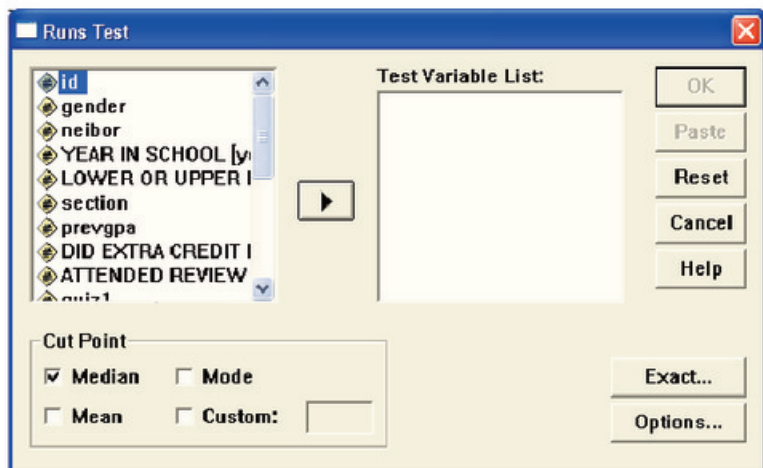 Runs Test
id
gender
neibor
YEAR IN SCHOOL [y
LOWER OR UPPER I
section
prevgpa
DID EXTRA CREDIT I
ATTENDED REVIEW
quiz1
Test Variable List:
OK
Paste
Reset
Cancel
Help
Cut Point
Median
Mode
Mean
Custom:
Exact...
Options...